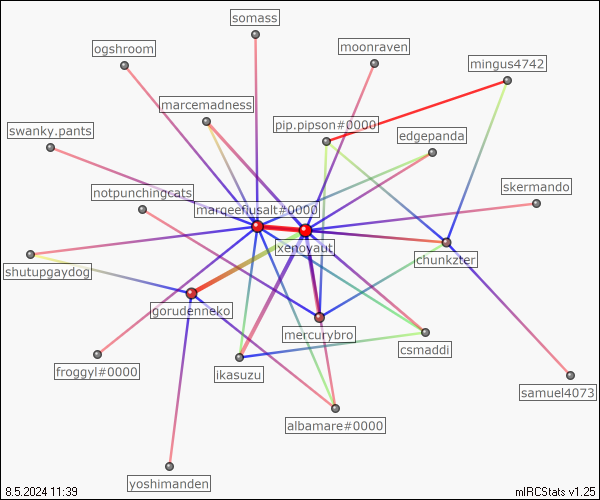 somass
ogshroom
moonraven
mingus4742
marcemadness
pip.pipson#0000
swanky.pants
edgepanda
notpunchingcats
skermando
marqeeflusalt#0000
xenoyaut
chunkzter
shutupgaydog
gorudenneko
mercurybro
csmaddi
froggyl#0000
ikasuzu
samuel4073
albamare#0000
yoshimanden
8.5.2024 11:39
mIRCStats v1.25